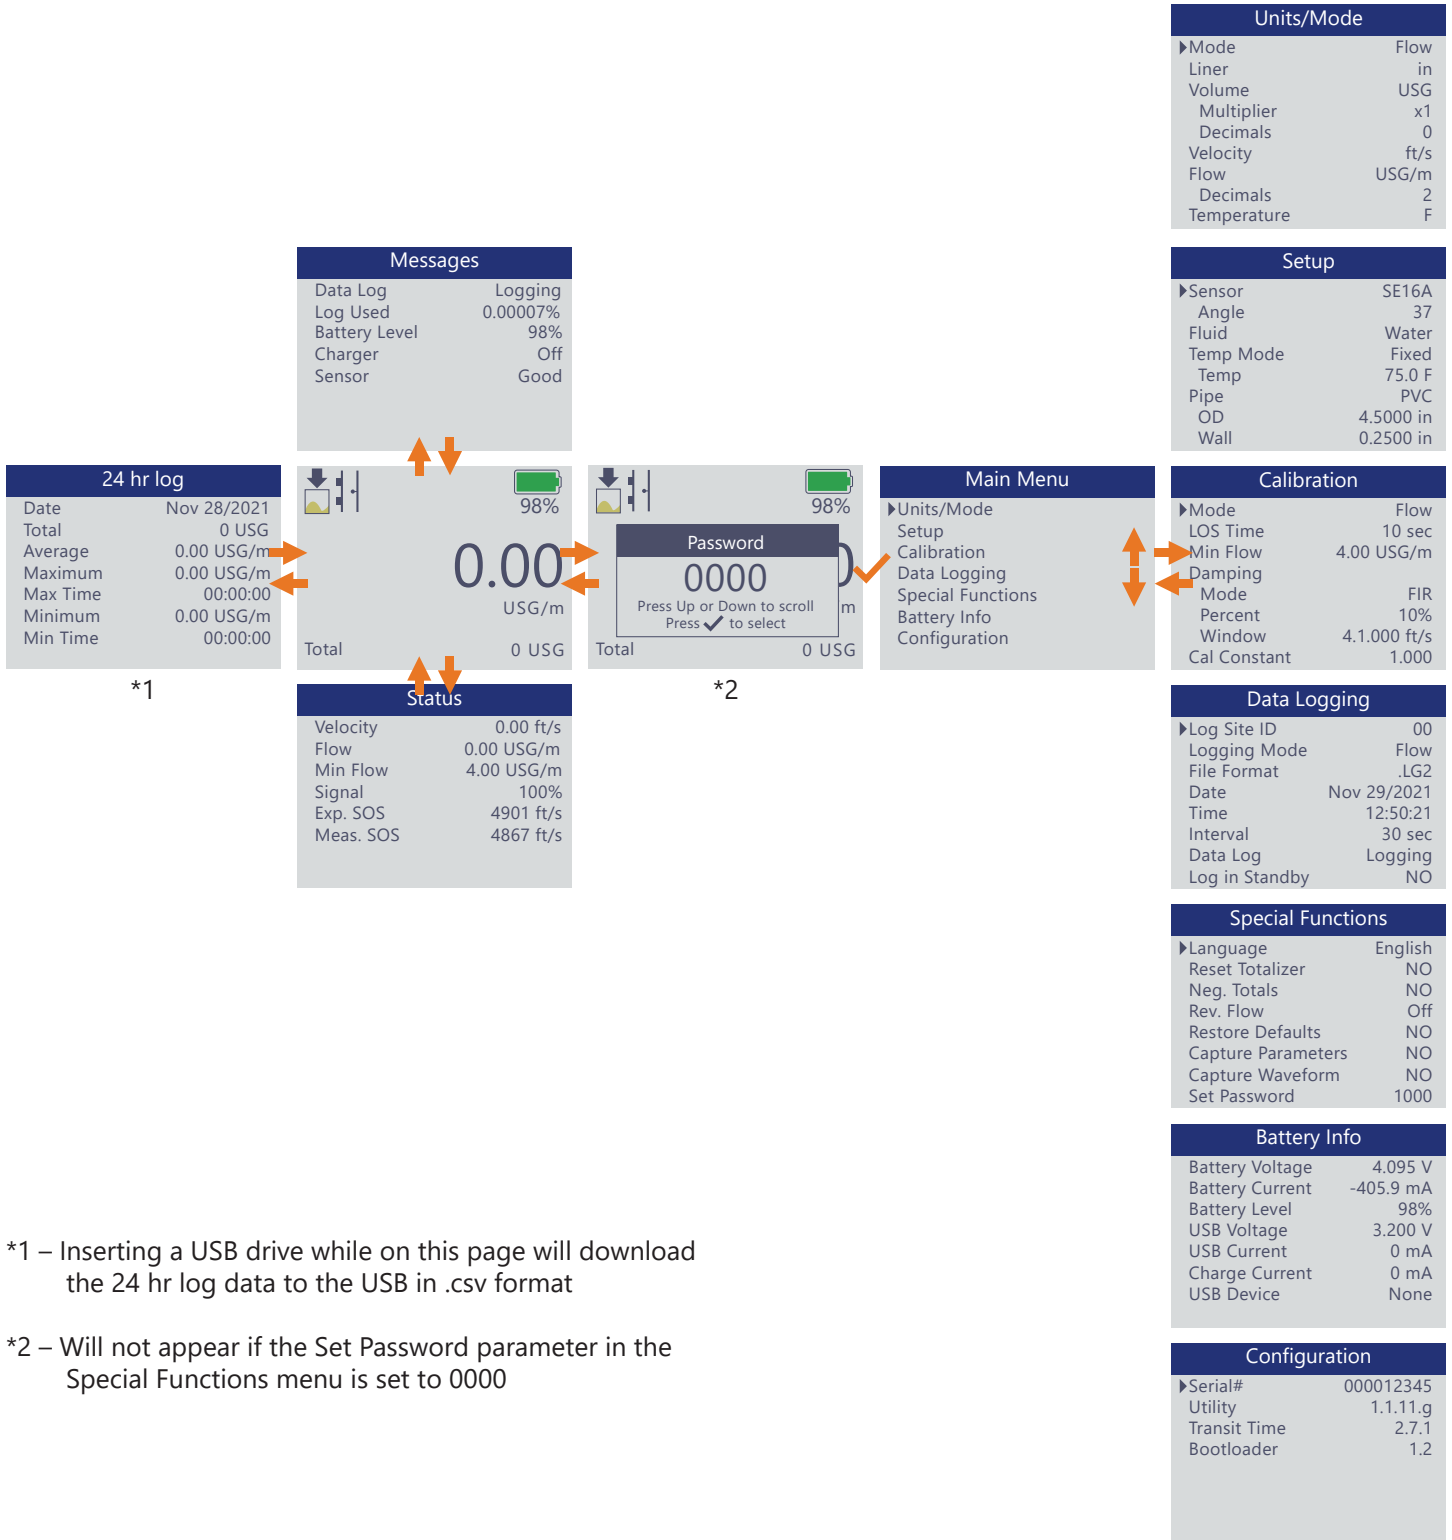 Units/Mode
Mode Flow
Liner in
Volume USG
Multiplier x1
Decimals 0
Velocity ft/s
Flow USG/m
Decimals 2
Temperature F
Messages
Data Log Logging
Log Used 0.00007%
Battery Level 98%
Charger Off
Sensor Good
Setup
Sensor SE16A
Angle 37
Fluid Water
Temp Mode Fixed
Temp 75.0 F
Pipe PVC
OD 4.5000 in
Wall 0.2500 in
24 hr log
Date Nov 28/2021
Total 0 USG
Average 0.00 USG/m
Maximum 0.00 USG/m
Max Time 00:00:00
Minimum 0.00 USG/m
Min Time 00:00:00
*1
98%
0.00
USG/m
Total 0 USG
98%
Password
0000
Press Up or Down to scroll
Press to select
0
m
Total 0 USG
*2
Main Menu
Units/Mode
Setup
Calibration
Data Logging
Special Functions
Battery Info
Configuration
Calibration
Mode Flow
LOS Time 10 sec
Min Flow 4.00 USG/m
Damping
Mode FIR
Percent 10%
Window 4.1.000 ft/s
Cal Constant 1.000
Status
Velocity 0.00 ft/s
Flow 0.00 USG/m
Min Flow 4.00 USG/m
Signal 100%
Exp. SOS 4901 ft/s
Meas. SOS 4867 ft/s
Data Logging
Log Site ID 00
Logging Mode Flow
File Format .LG2
Date Nov 29/2021
Time 12:50:21
Interval 30 sec
Data Log Logging
Log in Standby NO
Special Functions
Language English
Reset Totalizer NO
Neg. Totals NO
Rev. Flow Off
Restore Defaults NO
Capture Parameters NO
Capture Waveform NO
Set Password 1000
Battery Info
Battery Voltage 4.095 V
Battery Current -405.9 mA
Battery Level 98%
USB Voltage 3.200 V
USB Current 0 mA
Charge Current 0 mA
USB Device None
Configuration
Serial# 000012345
Utility 1.1.11.g
Transit Time 2.7.1
Bootloader 1.2
*1 – Inserting a USB drive while on this page will download
the 24 hr log data to the USB in .csv format
*2 – Will not appear if the Set Password parameter in the
Special Functions menu is set to 0000